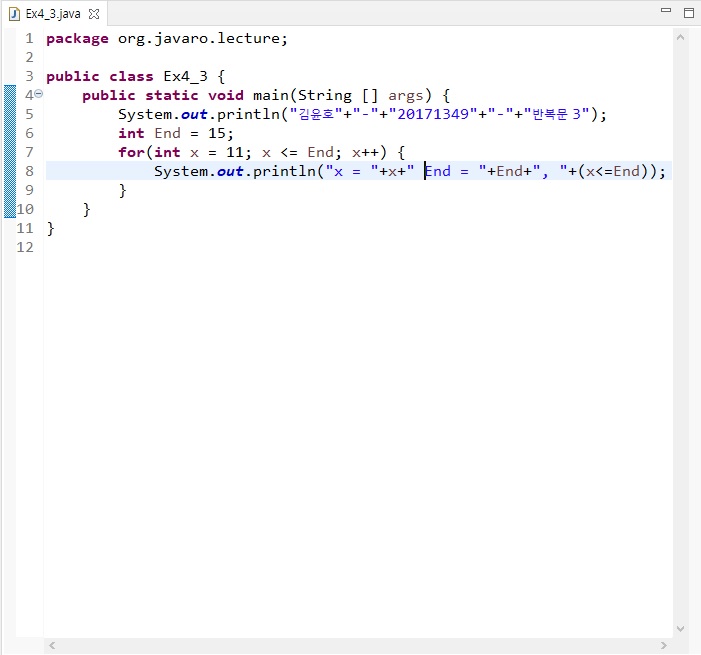 Ex4_3.java
1 package org.javaro.lecture;
2
3 public class Ex4_3 {
4 public static void main(String [] args) {
5 System.out.println("김윤호"+"-"+"20171349"+"-"+"반복문 3");
6 int End = 15;
7 for(int x = 11; x <= End; x++) {
8 System.out.println("x = "+x+" End = "+End+", "+(x<=End));
9 }
10 }
11 }
12